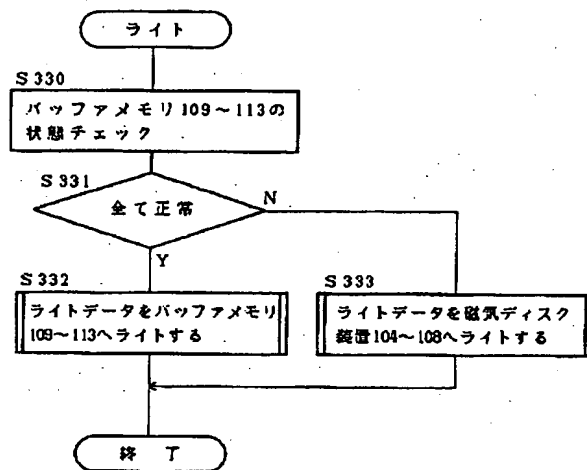 ライト
S330
バッファメモリ109～113の
状態チェック
S331
全て正常
N
Y
S332
ライトデータをバッファメモリ
109～113へライトする
S333
ライトデータを磁気ディスク
装置104～108へライトする
終了